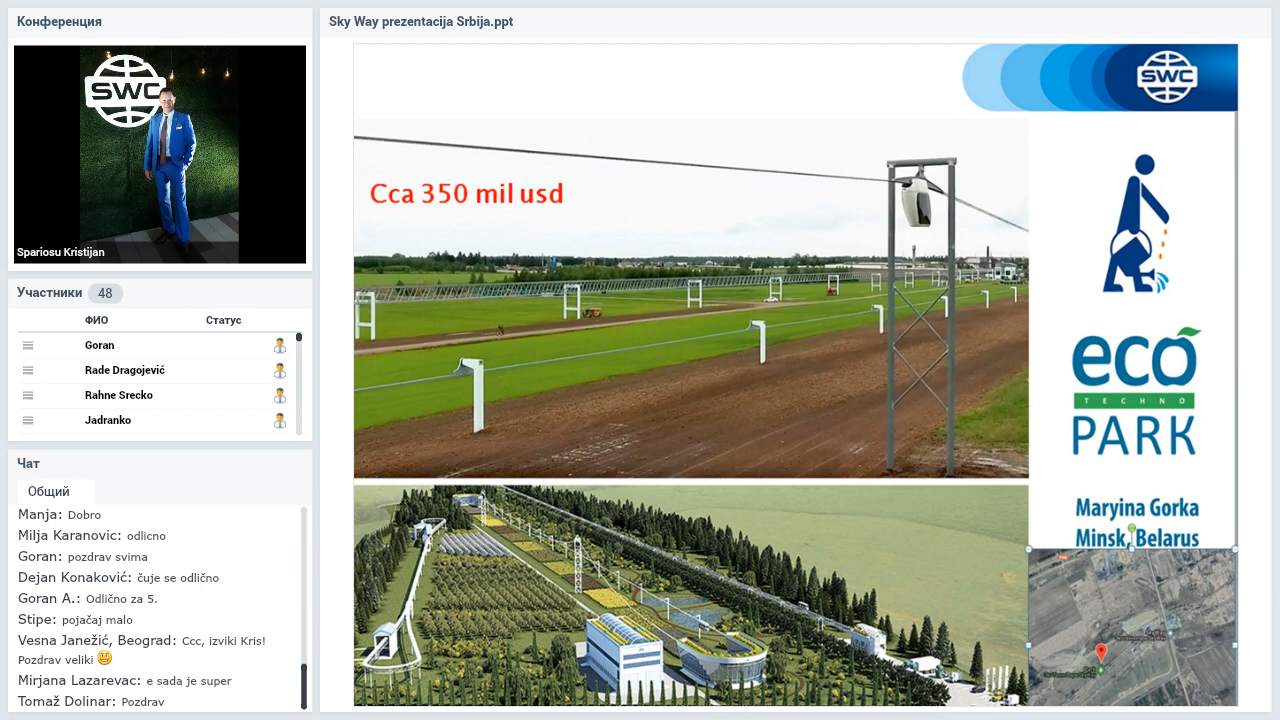 Конференция
SWC
Spariosu Kristijan
Участники 48
ФИО Статус
Goran
Rade Dragojević
Rahne Srecko
Jadranko
Чат
Общий
Manja: Dobro
Milja Karanovic: odlicno
Goran: pozdrav svima
Dejan Konaković: čuje se odlično
Goran A.: Odlično za 5.
Stipe: pojačaj malo
Vesna Janežić, Beograd: Ccc, izviki Kris!
Pozdrav veliki
Mirjana Lazarevac: e sada je super
Tomaž Dolinar: Pozdrav
Sky Way prezentacija Srbija.ppt
SWC
Cca 350 mil usd
eco
TECHNO
PARK
Maryina Gorka
Minsk, Belarus